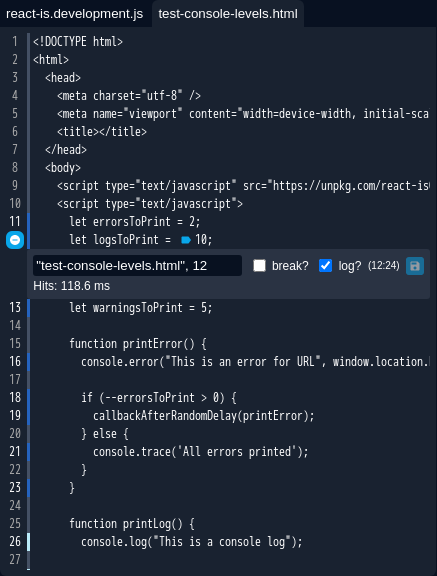 react-is.development.js test-console-levels.html
1 <!DOCTYPE html>
2 <html>
3 <head>
4 <meta charset="utf-8" />
5 <meta name="viewport" content="width=device-width, initial-sca
6 <title></title>
7 </head>
8 <body>
9 <script type="text/javascript" src="https://unpkg.com/react-is
10 <script type="text/javascript">
11 let errorsToPrint = 2;
let logsToPrint = 10;
"test-console-levels.html", 12 break? log? (12:24)
Hits: 118.6 ms
13 let warningsToPrint = 5;
14
15 function printError() {
16 console.error("This is an error for URL", window.location.
17
18 if (--errorsToPrint > 0) {
19 callbackAfterRandomDelay(printError);
20 } else {
21 console.trace('All errors printed');
22 }
23 }
24
25 function printLog() {
26 console.log("This is a console log");
27